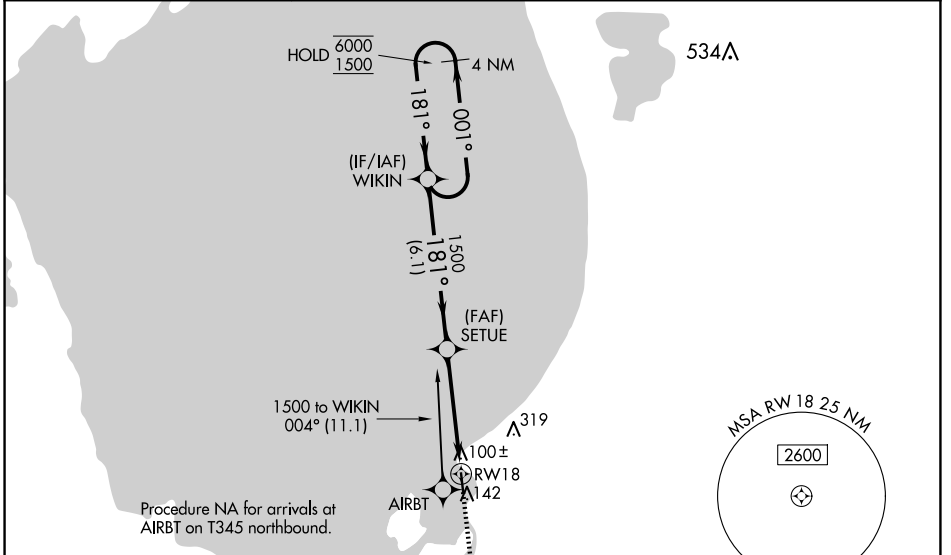 HOLD 6000
1500
4 NM
534
181°
001°
(IF/IAF)
WIKIN
1500
181°
(6.1)
(FAF)
SETUE
1500 to WIKIN
004° (11.1)
319
100±
RW18
142
AIRBT
Procedure NA for arrivals at
AIRBT on T345 northbound.
MSA RW 18 25 NM
2600